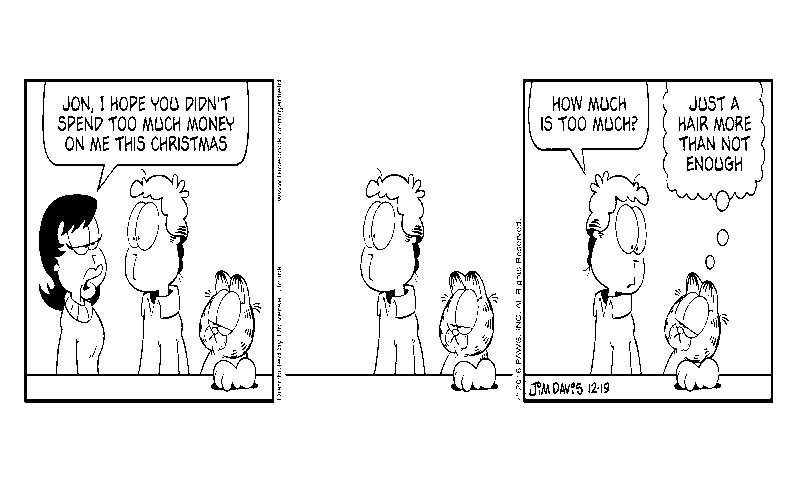 JON, I HOPE YOU DIDN'T
SPEND TOO MUCH MONEY
ON ME THIS CHRISTMAS
HOW MUCH
IS TOO MUCH?
JUST A
HAIR MORE
THAN NOT
ENOUGH
JIM DAVIS 12-19
PAWS, INC. All Rights Reserved.